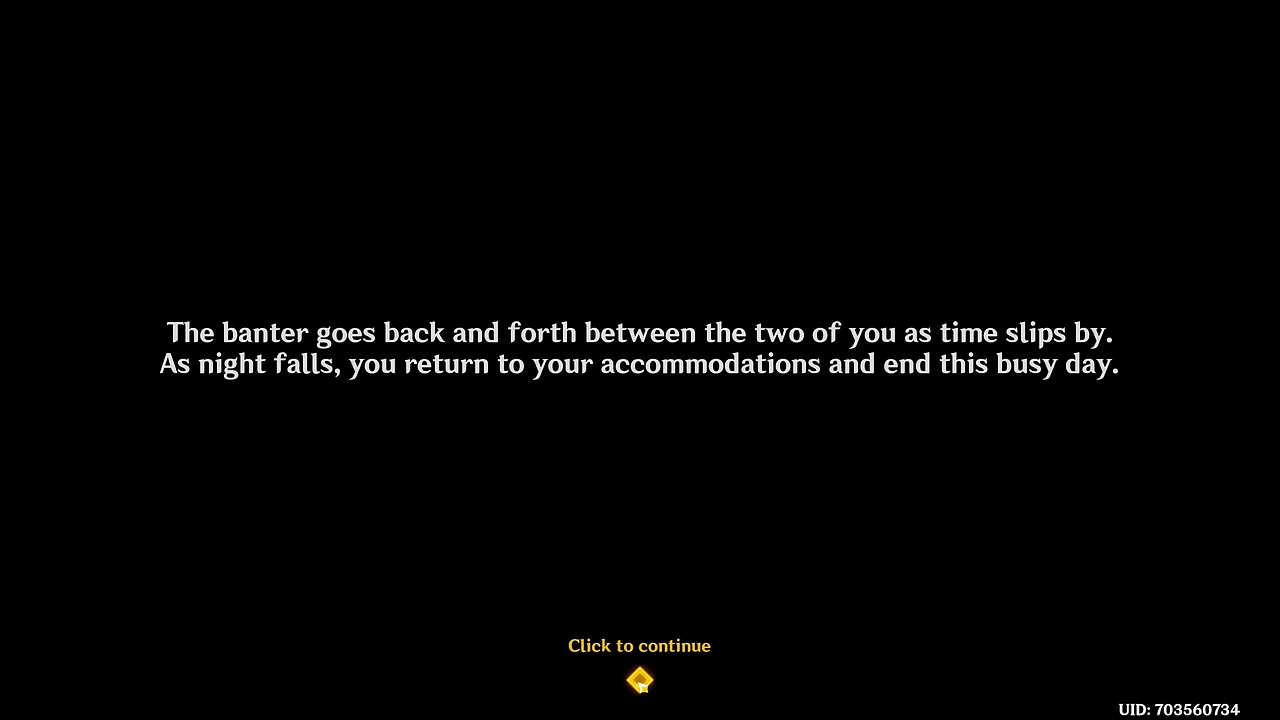 The banter goes back and forth between the two of you as time slips by.
As night falls, you return to your accommodations and end this busy day.
Click to continue
UID: 703560734